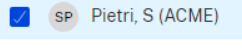 SP Pietri, S (ACME)